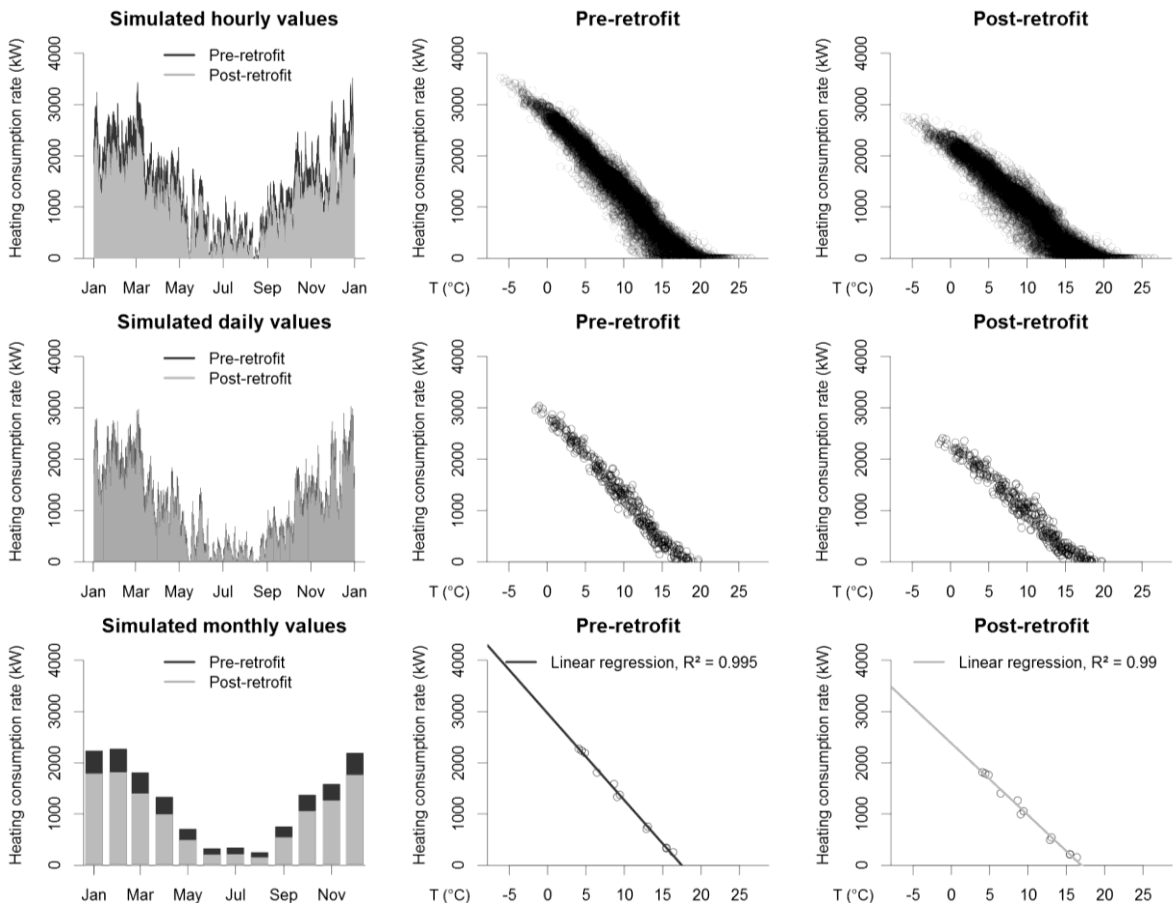 Simulated hourly values
Heating consumption rate (kW)
4000
3000
2000
1000
0
Pre-retrofit
Post-retrofit
Jan Mar May Jul Sep Nov Jan
Pre-retrofit
Heating consumption rate (kW)
4000
3000
2000
1000
0
T (°C) -5 0 5 10 15 20 25
Post-retrofit
Heating consumption rate (kW)
4000
3000
2000
1000
0
T (°C) -5 0 5 10 15 20 25
Simulated daily values
Heating consumption rate (kW)
4000
3000
2000
1000
0
Pre-retrofit
Post-retrofit
Jan Mar May Jul Sep Nov Jan
Pre-retrofit
Heating consumption rate (kW)
4000
3000
2000
1000
0
T (°C) -5 0 5 10 15 20 25
Post-retrofit
Heating consumption rate (kW)
4000
3000
2000
1000
0
T (°C) -5 0 5 10 15 20 25
Simulated monthly values
Heating consumption rate (kW)
4000
3000
2000
1000
0
Pre-retrofit
Post-retrofit
Jan Mar May Jul Sep Nov
Pre-retrofit
Heating consumption rate (kW)
4000
3000
2000
1000
0
Linear regression, R² = 0.995
T (°C) -5 0 5 10 15 20 25
Post-retrofit
Heating consumption rate (kW)
4000
3000
2000
1000
0
Linear regression, R² = 0.99
T (°C) -5 0 5 10 15 20 25